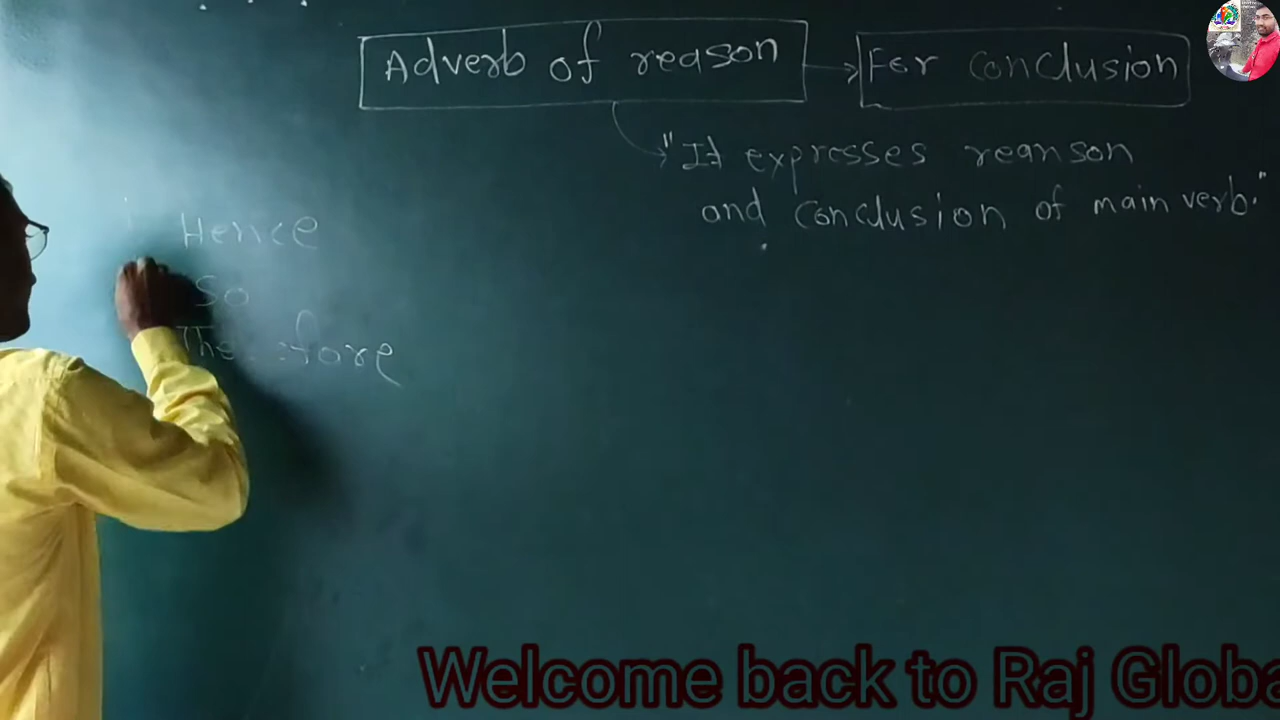 Adverb of reason
For conclusion
"It expresses reanson
and conclusion of main verb."
Hence
So
Welcome back to Raj Globa